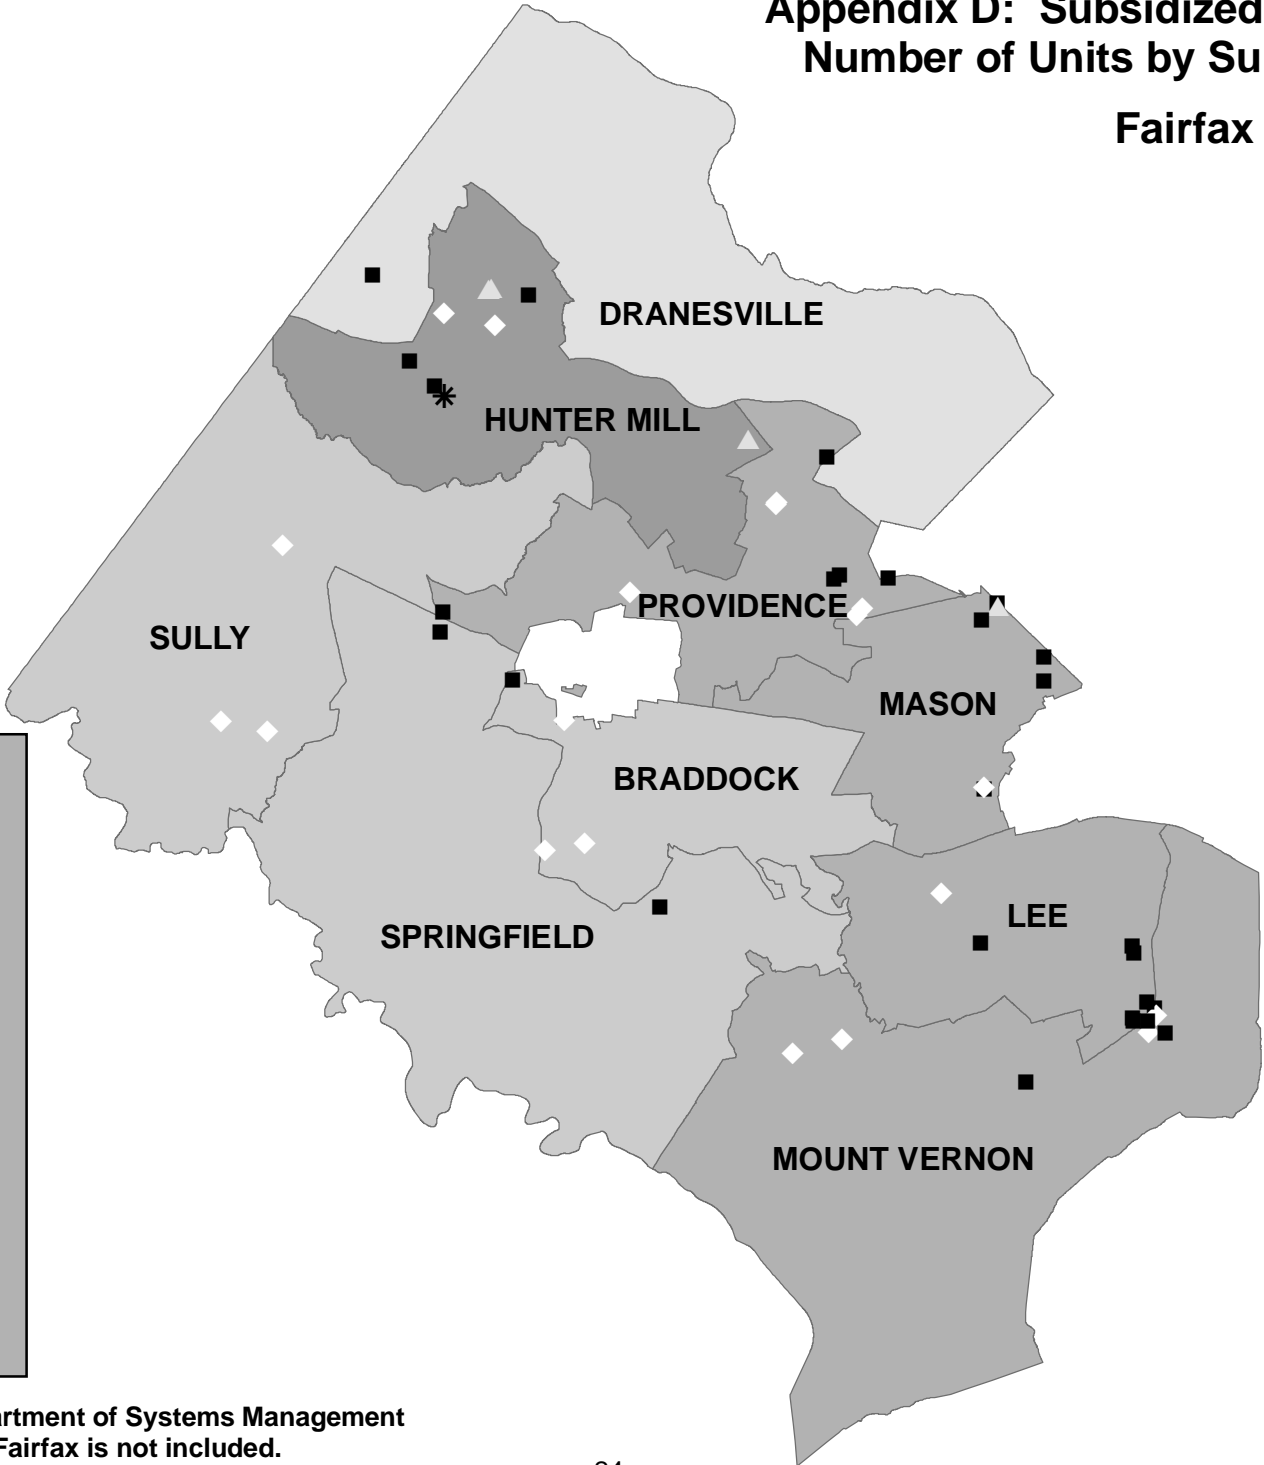 Appendix D: Subsidized
Number of Units by Su
Fairfax
DRANESVILLE
HUNTER MILL
PROVIDENCE
SULLY
MASON
BRADDOCK
LEE
SPRINGFIELD
MOUNT VERNON
artment of Systems Management
Fairfax is not included.